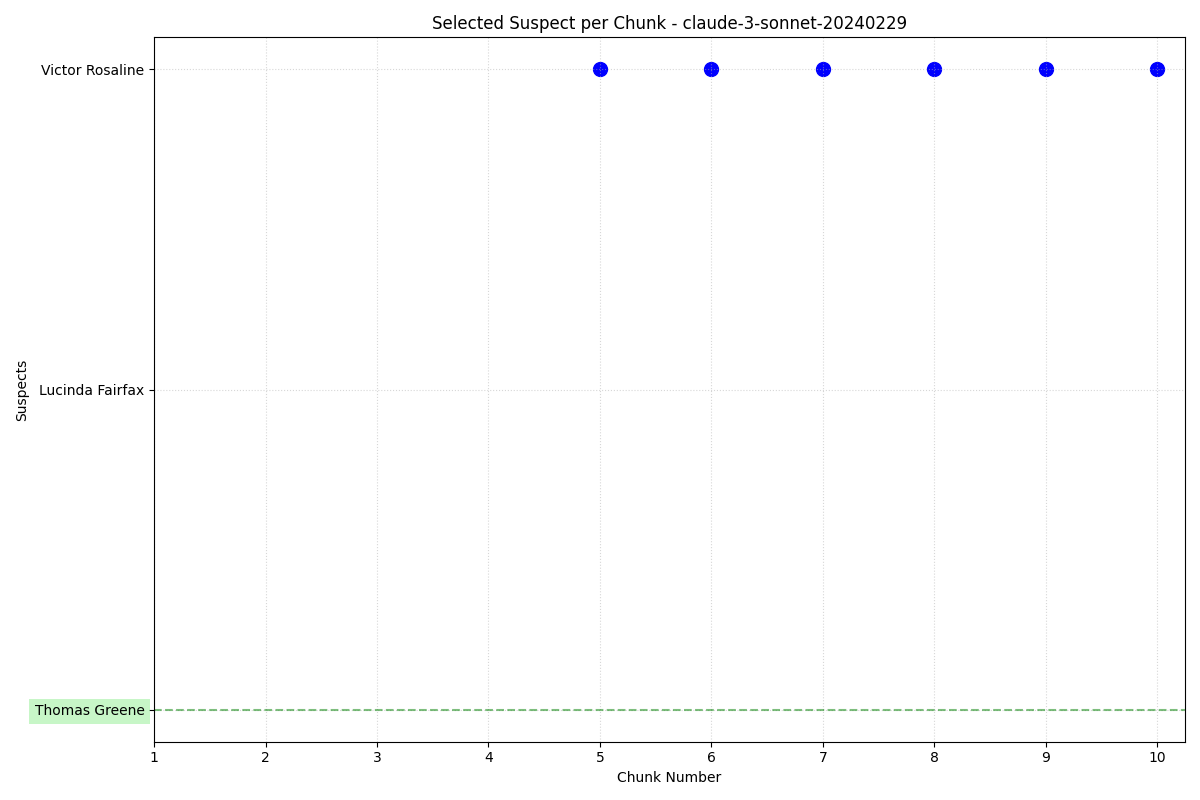 Selected Suspect per Chunk - claude-3-sonnet-20240229
Victor Rosaline
Lucinda Fairfax
Thomas Greene
Suspects
1 2 3 4 5 6 7 8 9 10
Chunk Number